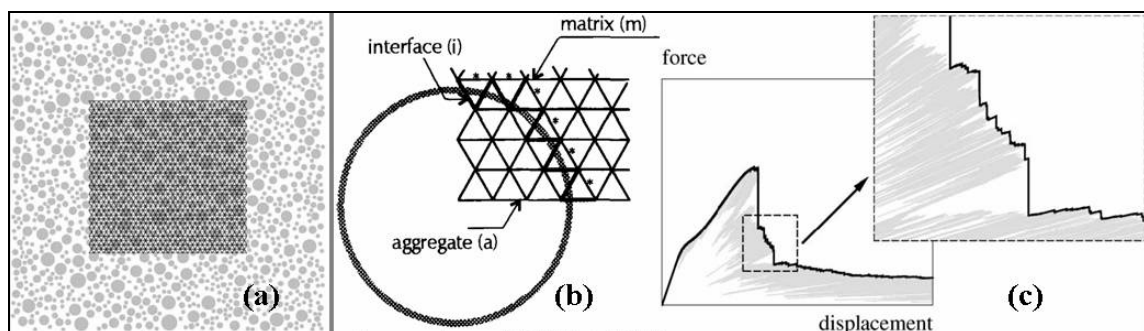 (a)
matrix (m)
interface (i)
aggregate (a)
(b)
force
displacement
(c)